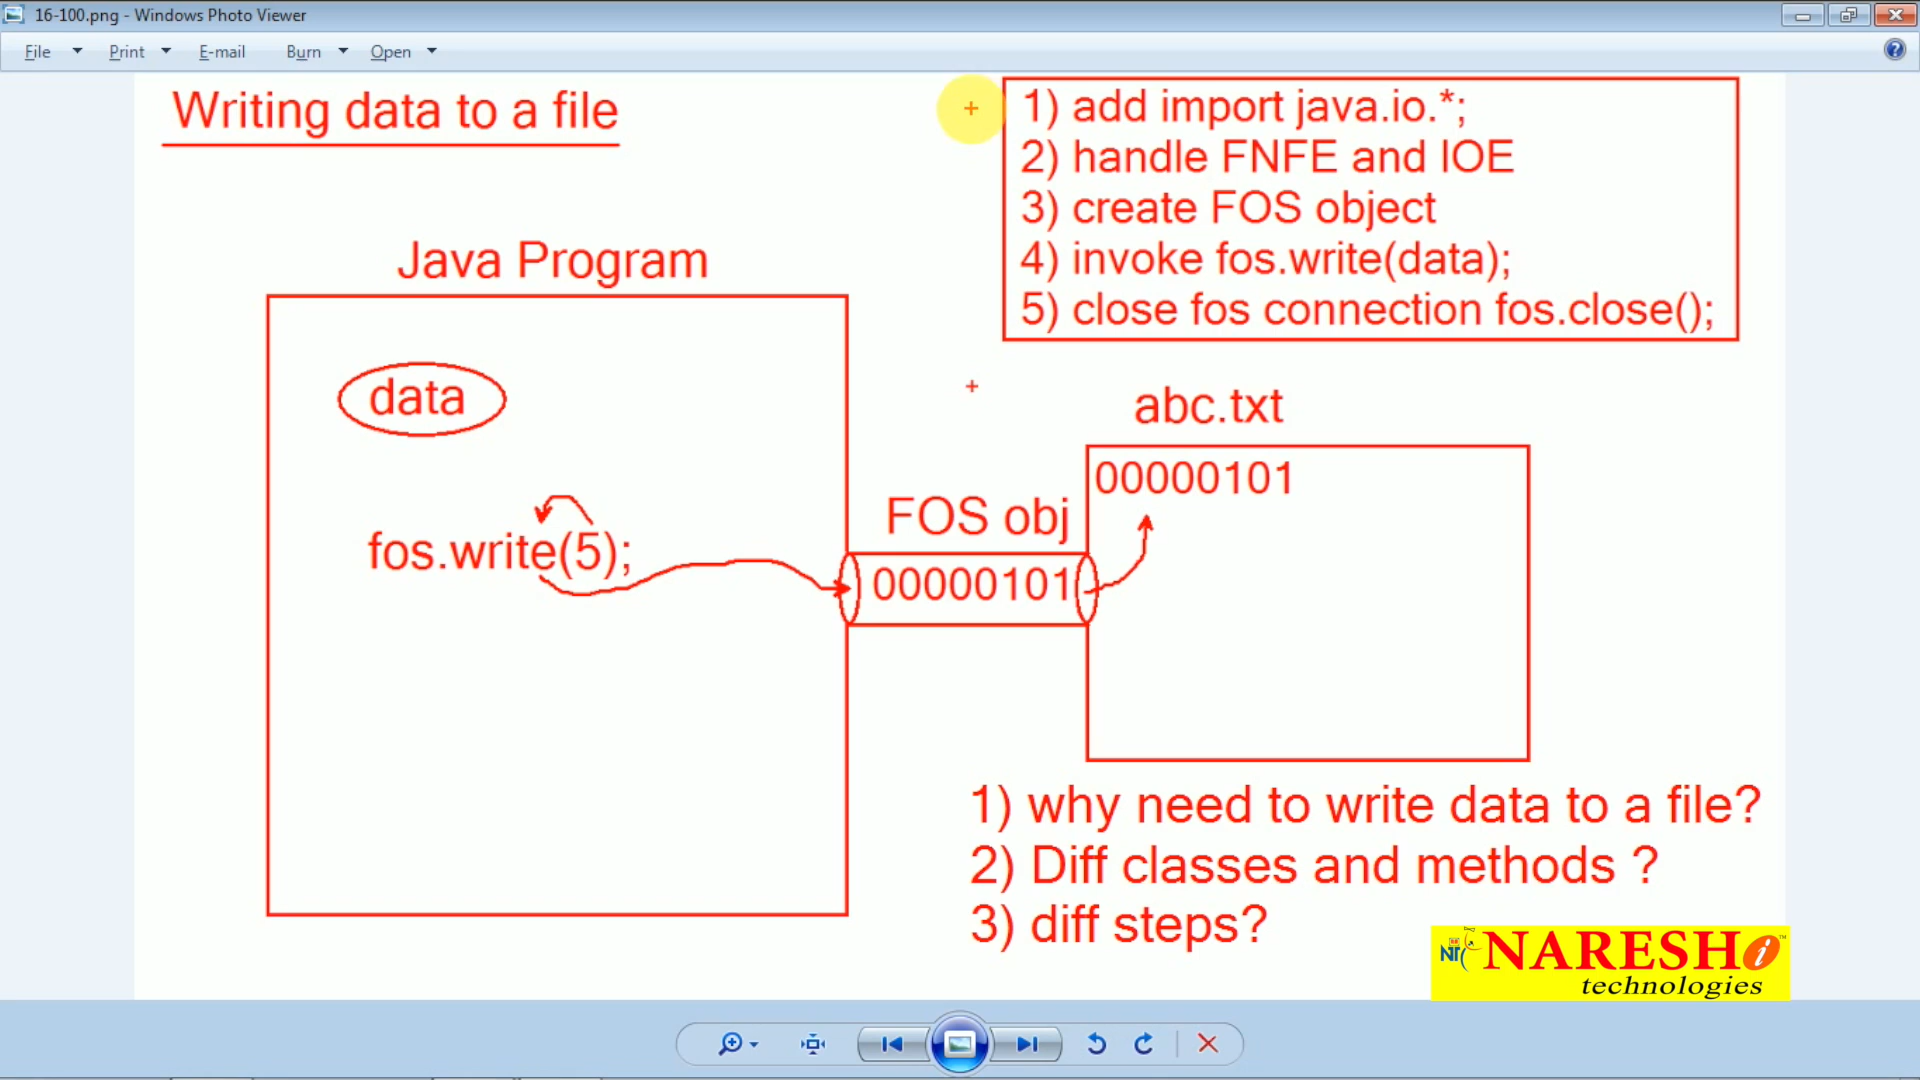 16-100.png - Windows Photo Viewer
File Print E-mail Burn Open
Writing data to a file
1) add import java.io.*;
2) handle FNFE and IOE
3) create FOS object
4) invoke fos.write(data);
5) close fos connection fos.close();
Java Program
data
fos.write(5);
FOS obj
00000101
abc.txt
00000101
1) why need to write data to a file?
2) Diff classes and methods ?
3) diff steps?
NARESH i
technologies